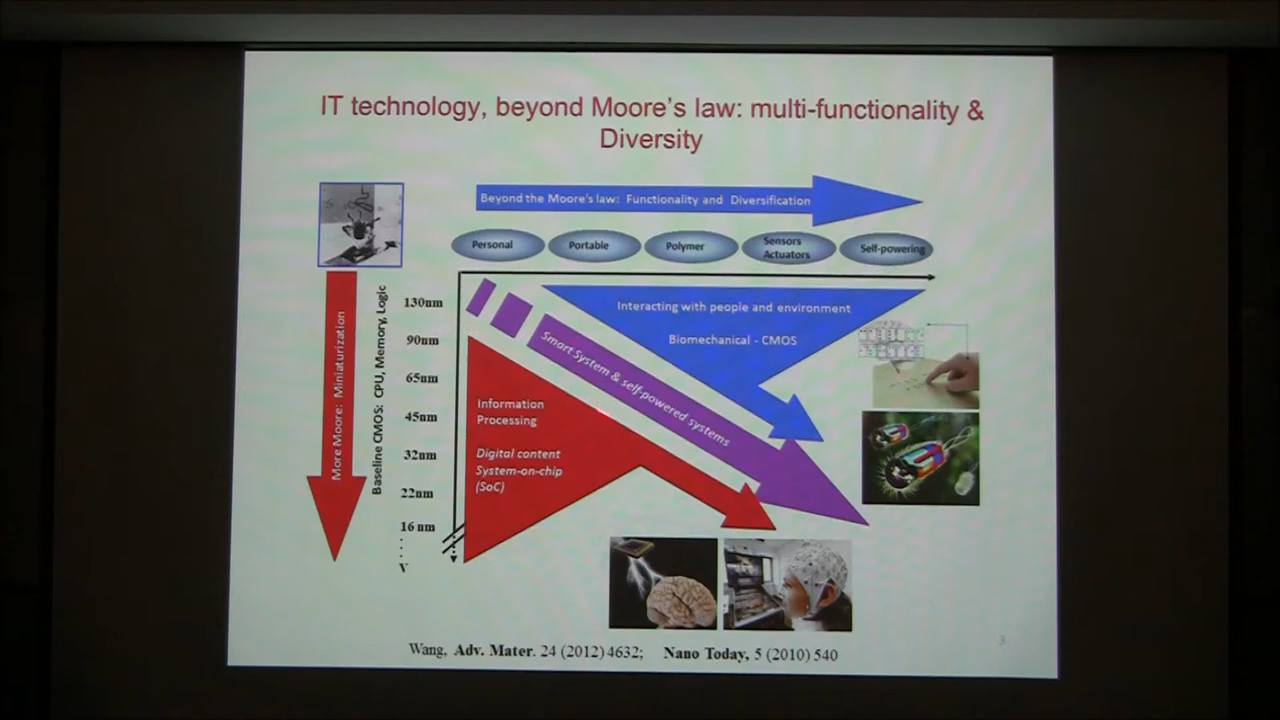 IT technology, beyond Moore's law: multi-functionality &
Diversity
Beyond the Moore's law: Functionality and Diversification
Personal
Portable
Polymer
Sensors
Actuators
Self-powering
More Moore: Miniaturization
Baseline CMOS: CPU, Memory, Logic
130nm
90nm
65nm
45nm
32nm
22nm
16 nm
V
Interacting with people and environment
Biomechanical - CMOS
Smart System & self-powered systems
Information
Processing
Digital content
System-on-chip
(SoC)
Wang, Adv. Mater. 24 (2012) 4632; Nano Today, 5 (2010) 540
3